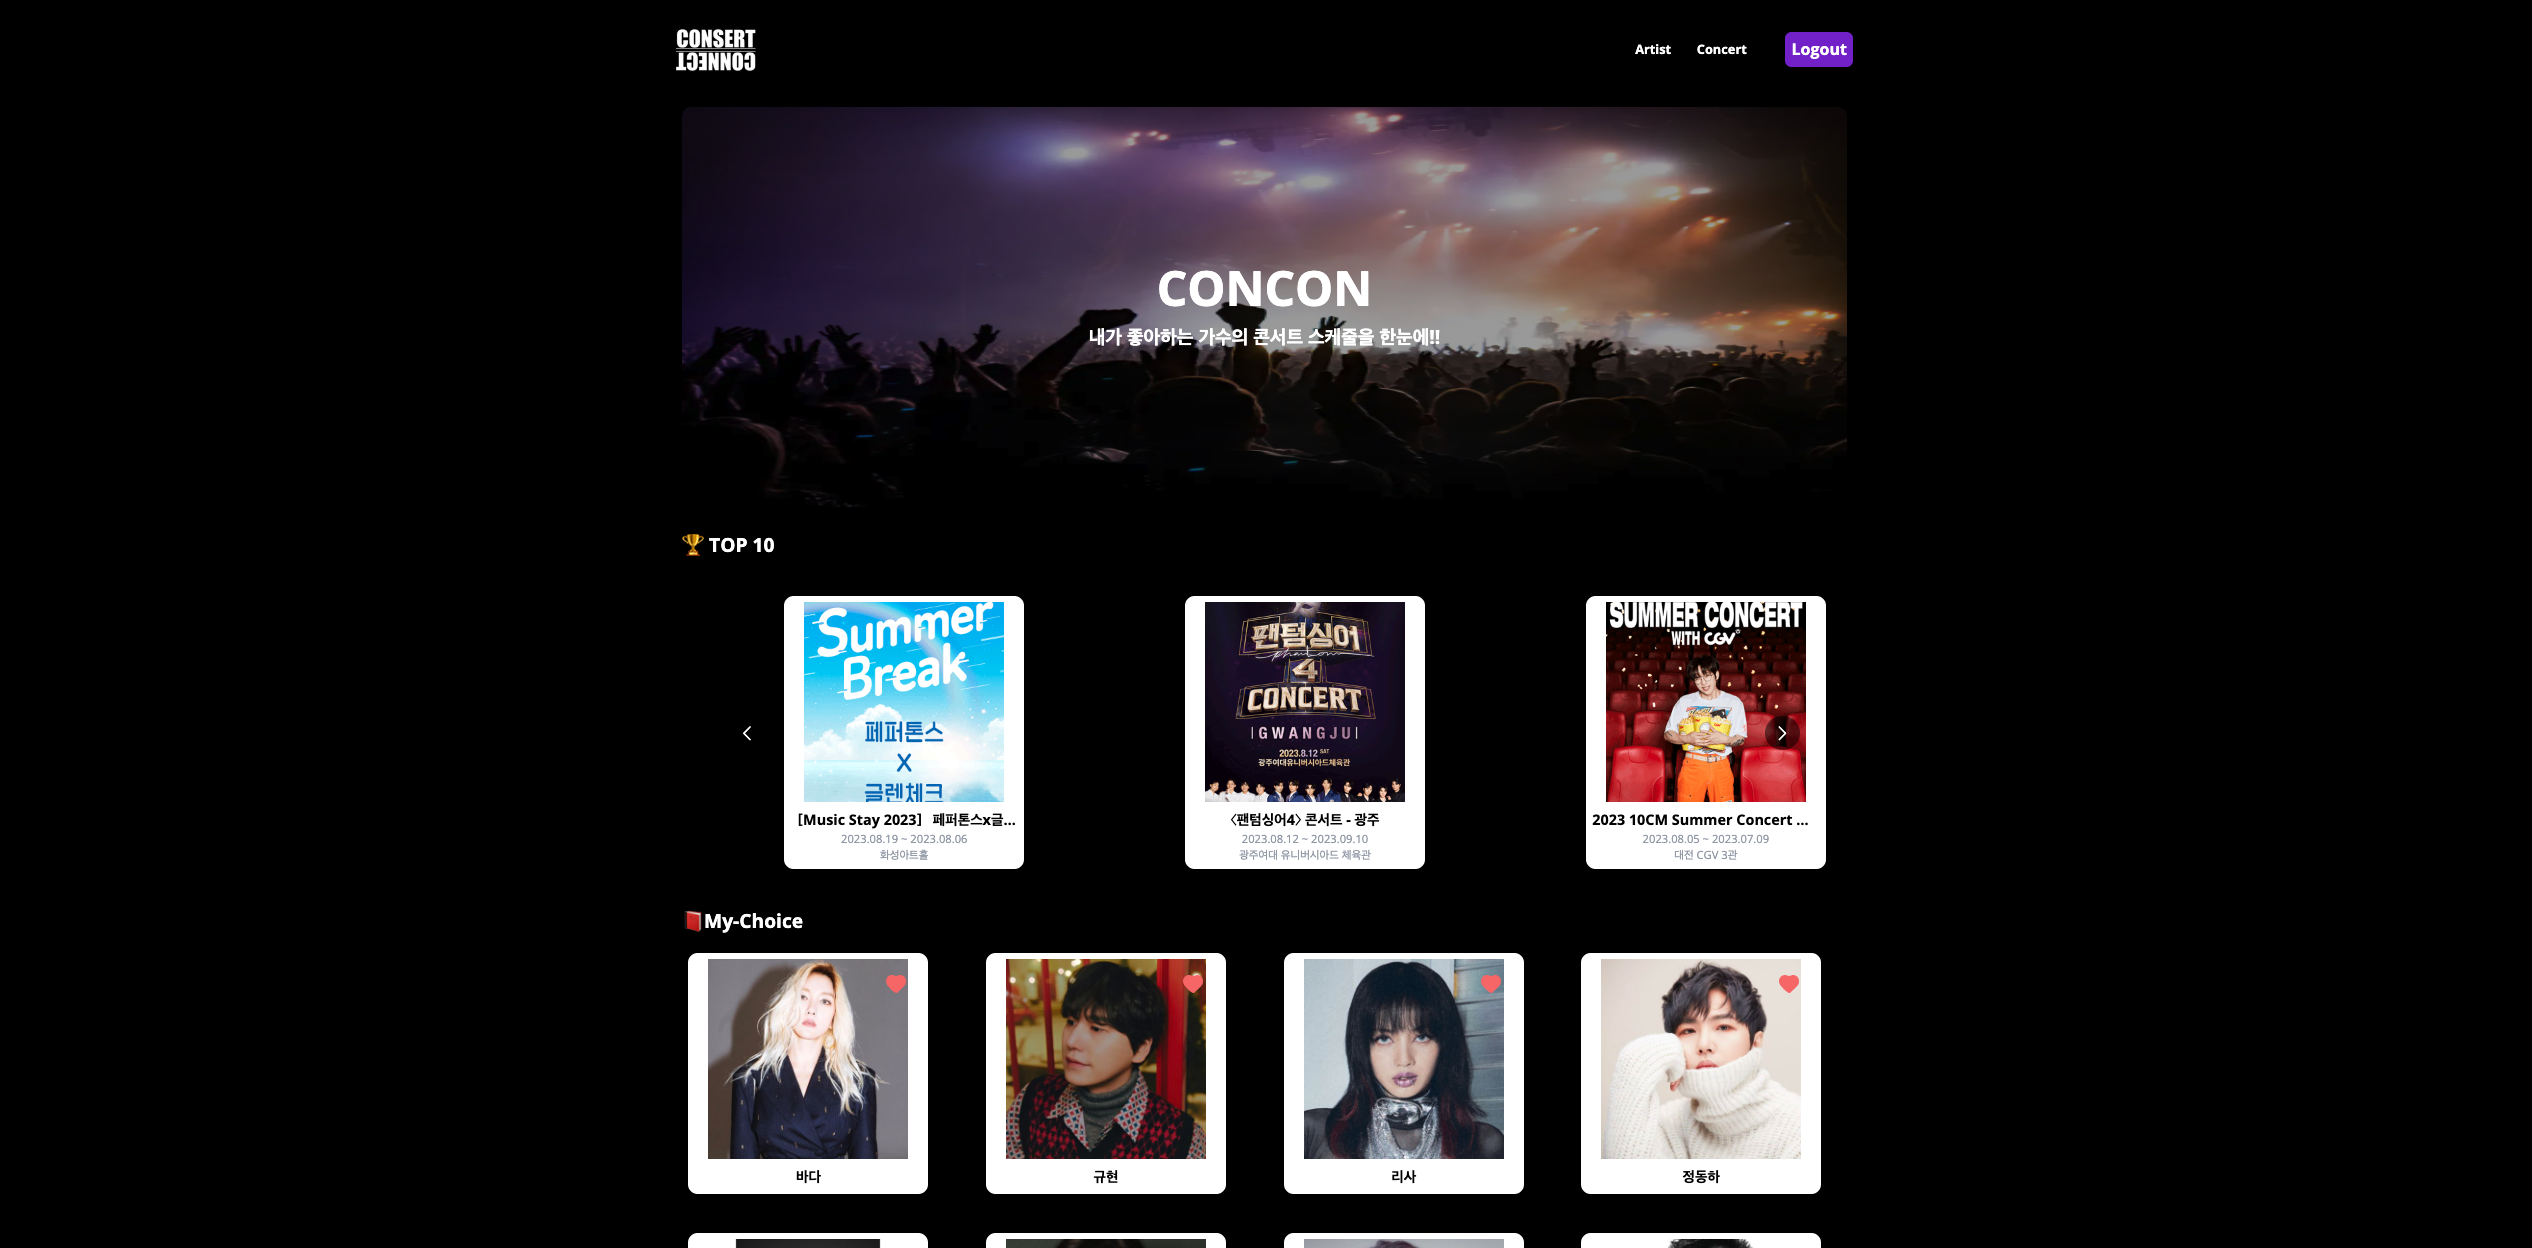 CONSERT
CONNECT
Artist
Concert
Logout
CONCON
내가 좋아하는 가수의 콘서트 스케줄을 한눈에!!
🏆 TOP 10
Summer
Break
페퍼톤스
X
글렌체크
[Music Stay 2023] 페퍼톤스x글...
2023.08.19 ~ 2023.08.06
화성아트홀
팬텀싱어
Phantom
4
CONCERT
|GWANGJU|
2023.8.12 SAT
광주여대유니버시아드체육관
〈팬텀싱어4〉 콘서트 - 광주
2023.08.12 ~ 2023.09.10
광주여대 유니버시아드 체육관
SUMMER CONCERT
WITH CGV
2023 10CM Summer Concert ...
2023.08.05 ~ 2023.07.09
대전 CGV 3관
📕My-Choice
바다
규현
리사
정동하